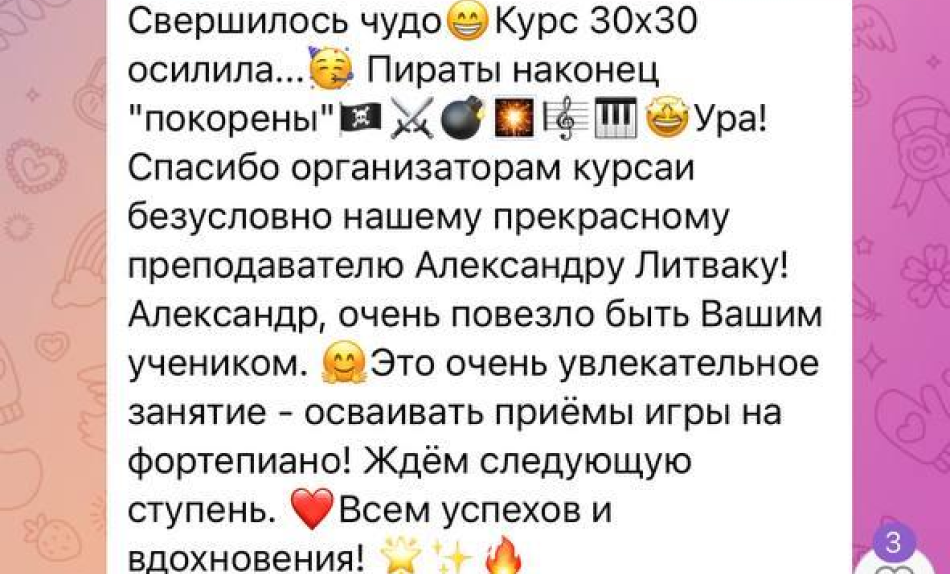 Свершилось чудо😁Курс 30х30
осилила...🥳 Пираты наконец
"покорены"🏴‍☠️⚔️💣💥🎼🎹🤩Ура!
Спасибо организаторам курсаи
безусловно нашему прекрасному
преподавателю Александру Литваку!
Александр, очень повезло быть Вашим
учеником. 🤗Это очень увлекательное
занятие - осваивать приёмы игры на
фортепиано! Ждём следующую
ступень. ❤️Всем успехов и
вдохновения! 🌟✨🔥
3